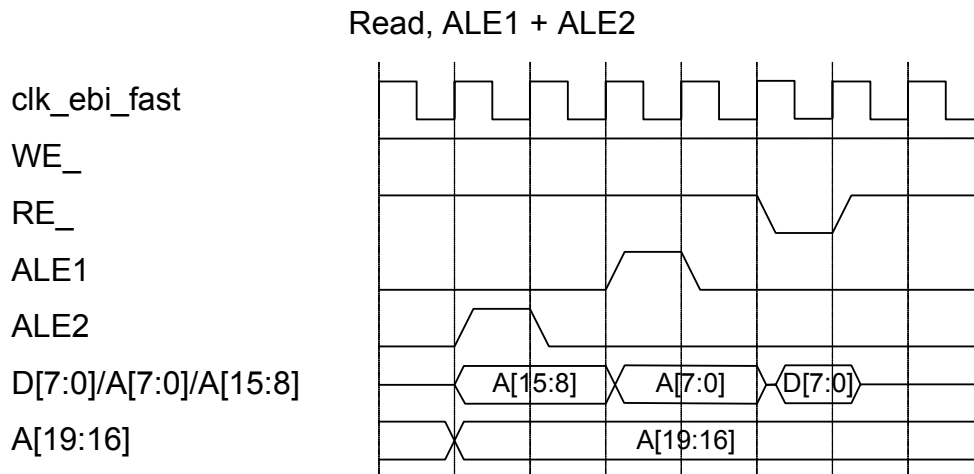 Read, ALE1 + ALE2
clk_ebi_fast
WE_
RE_
ALE1
ALE2
D[7:0]/A[7:0]/A[15:8] A[15:8] A[7:0] D[7:0]
A[19:16] A[19:16]